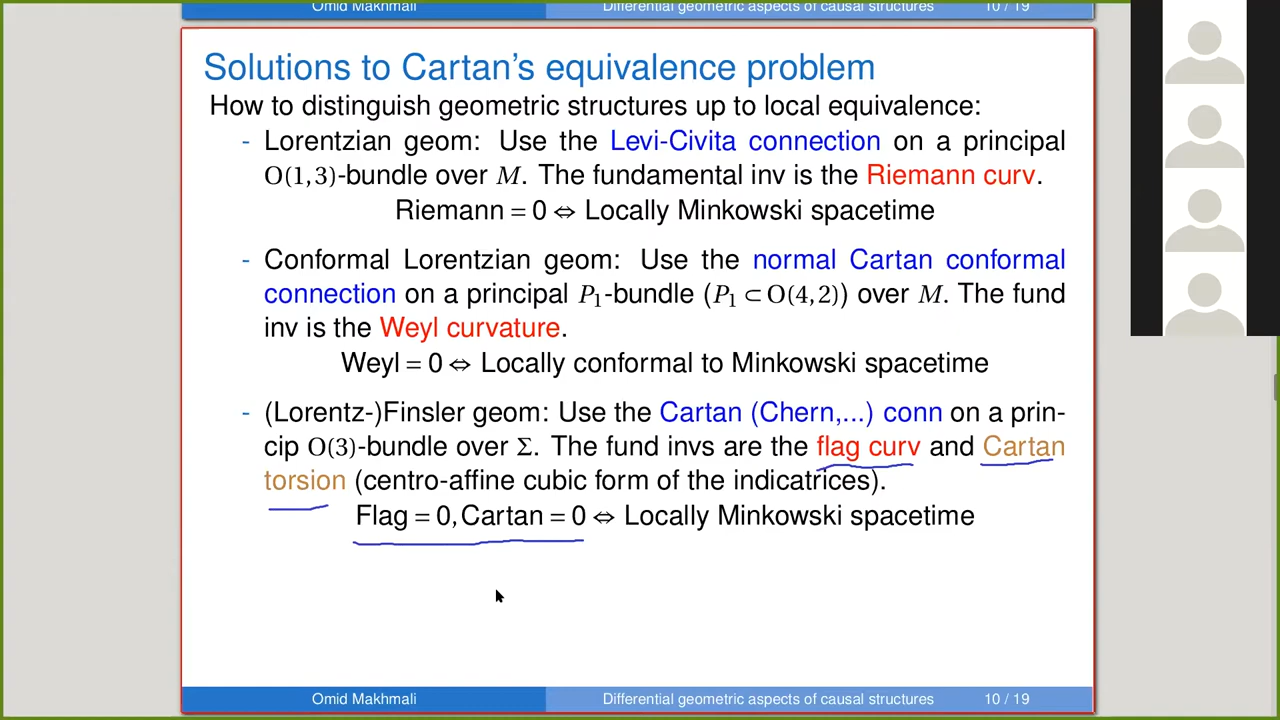 Omid Makhmali Differential geometric aspects of causal structures 10 / 19
Solutions to Cartan's equivalence problem
How to distinguish geometric structures up to local equivalence:
- Lorentzian geom: Use the Levi-Civita connection on a principal
O(1,3)-bundle over M. The fundamental inv is the Riemann curv.
Riemann = 0 ⇔ Locally Minkowski spacetime
- Conformal Lorentzian geom: Use the normal Cartan conformal
connection on a principal P₁-bundle (P₁ ⊂ O(4,2)) over M. The fund
inv is the Weyl curvature.
Weyl = 0 ⇔ Locally conformal to Minkowski spacetime
- (Lorentz-)Finsler geom: Use the Cartan (Chern,...) conn on a prin-
cip O(3)-bundle over Σ. The fund invs are the flag curv and Cartan
torsion (centro-affine cubic form of the indicatrices).
Flag = 0, Cartan = 0 ⇔ Locally Minkowski spacetime
Omid Makhmali Differential geometric aspects of causal structures 10 / 19